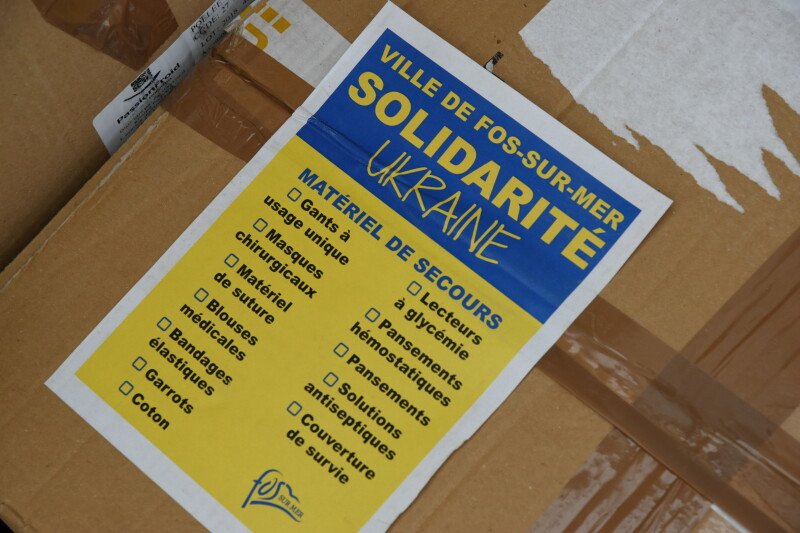 PassionFroid
VILLE DE FOS-SUR-MER
SOLIDARITÉ
UKRAINE
MATÉRIEL DE SECOURS
Gants à
usage unique
Masques
chirurgicaux
Matériel
de suture
Blouses
médicales
Bandages
élastiques
Garrots
Coton
Lecteurs
à glycémie
Pansements
hémostatiques
Pansements
Solutions
antiseptiques
Couverture
de survie
fos
SUR MER